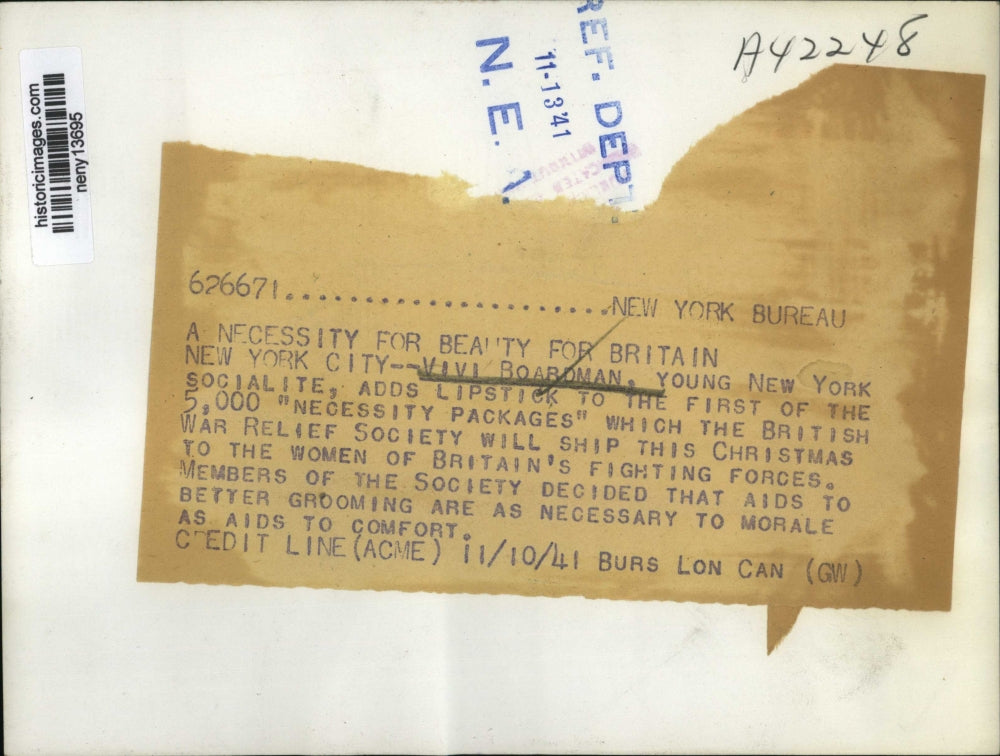 historicimages.com
neny13695
REF. DEPT.
11-13'41
N. E. A.
A42248
626671.......................NEW YORK BUREAU
A NECESSITY FOR BEAUTY FOR BRITAIN
NEW YORK CITY--VIVI BOARDMAN, YOUNG NEW YORK
SOCIALITE, ADDS LIPSTICK TO THE FIRST OF THE
5,000 "NECESSITY PACKAGES" WHICH THE BRITISH
WAR RELIEF SOCIETY WILL SHIP THIS CHRISTMAS
TO THE WOMEN OF BRITAIN'S FIGHTING FORCES.
MEMBERS OF THE SOCIETY DECIDED THAT AIDS TO
BETTER GROOMING ARE AS NECESSARY TO MORALE
AS AIDS TO COMFORT.
CREDIT LINE (ACME) 11/10/41 BURS LON CAN (GW)